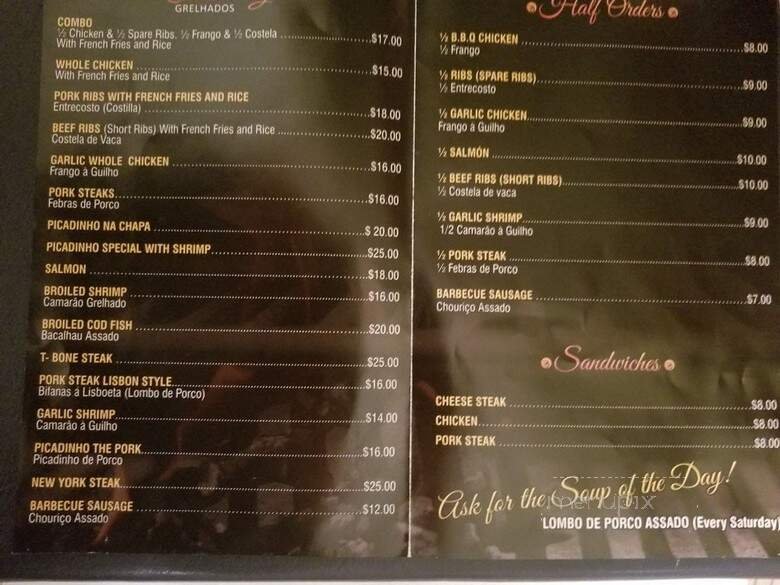 GRELHADOS
COMBO
½ Chicken & ½ Spare Ribs. ½ Frango & ½ Costela
With French Fries and Rice $17.00
WHOLE CHICKEN
With French Fries and Rice $15.00
PORK RIBS WITH FRENCH FRIES AND RICE
Entrecosto (Costilla) $18.00
BEEF RIBS (Short Ribs) With French Fries and Rice $20.00
Costela de Vaca
GARLIC WHOLE CHICKEN $16.00
Frango à Guilho
PORK STEAKS $16.00
Febras de Porco
PICADINHO NA CHAPA $ 20.00
PICADINHO SPECIAL WITH SHRIMP $25.00
SALMON $18.00
BROILED SHRIMP $16.00
Camarão Grelhado
BROILED COD FISH $20.00
Bacalhau Assado
T- BONE STEAK $25.00
PORK STEAK LISBON STYLE $16.00
Bifanas á Lisboeta (Lombo de Porco)
GARLIC SHRIMP $14.00
Camarão à Guilho
PICADINHO THE PORK $16.00
Picadinho de Porco
NEW YORK STEAK $25.00
BARBECUE SAUSAGE $12.00
Chouriço Assado
Half Orders
½ B.B.Q CHICKEN $8.00
½ Frango
½ RIBS (SPARE RIBS) $9.00
½ Entrecosto
½ GARLIC CHICKEN $9.00
Frango à Guilho
½ SALMÓN $10.00
½ BEEF RIBS (SHORT RIBS) $10.00
½ Costela de vaca
½ GARLIC SHRIMP $9.00
1/2 Camarão à Guilho
½ PORK STEAK $8.00
½ Febras de Porco
BARBECUE SAUSAGE $7.00
Chouriço Assado
Sandwiches
CHEESE STEAK $8.00
CHICKEN $8.00
PORK STEAK $8.00
Ask for the Soup of the Day!
menupix
LOMBO DE PORCO ASSADO (Every Saturday)